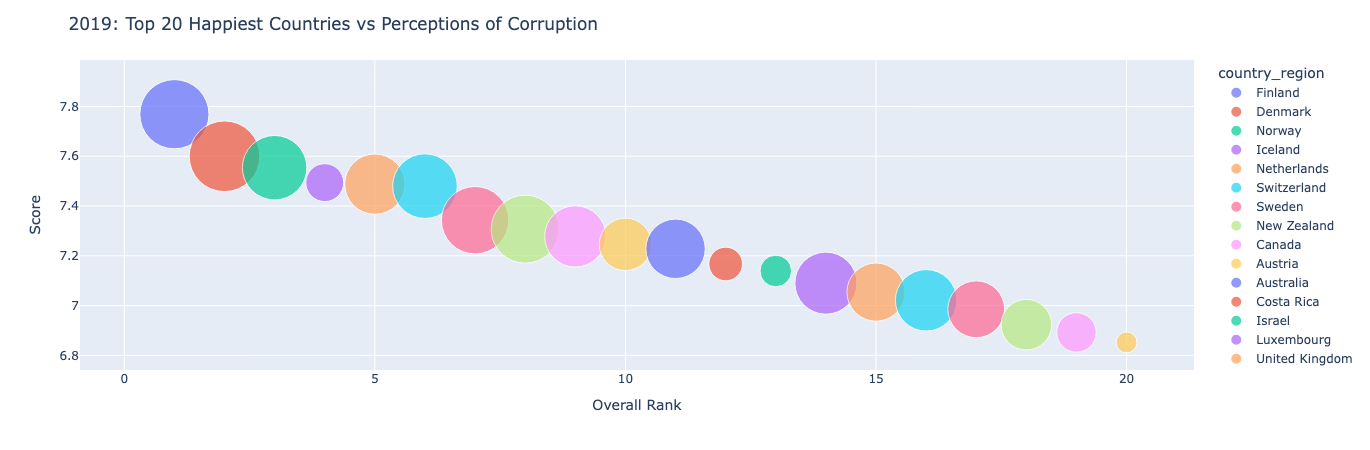 2019: Top 20 Happiest Countries vs Perceptions of Corruption
country_region
Finland
Denmark
Norway
Iceland
Netherlands
Switzerland
Sweden
New Zealand
Canada
Austria
Australia
Costa Rica
Israel
Luxembourg
United Kingdom
Score
7.8
7.6
7.4
7.2
7
6.8
0 5 10 15 20
Overall Rank